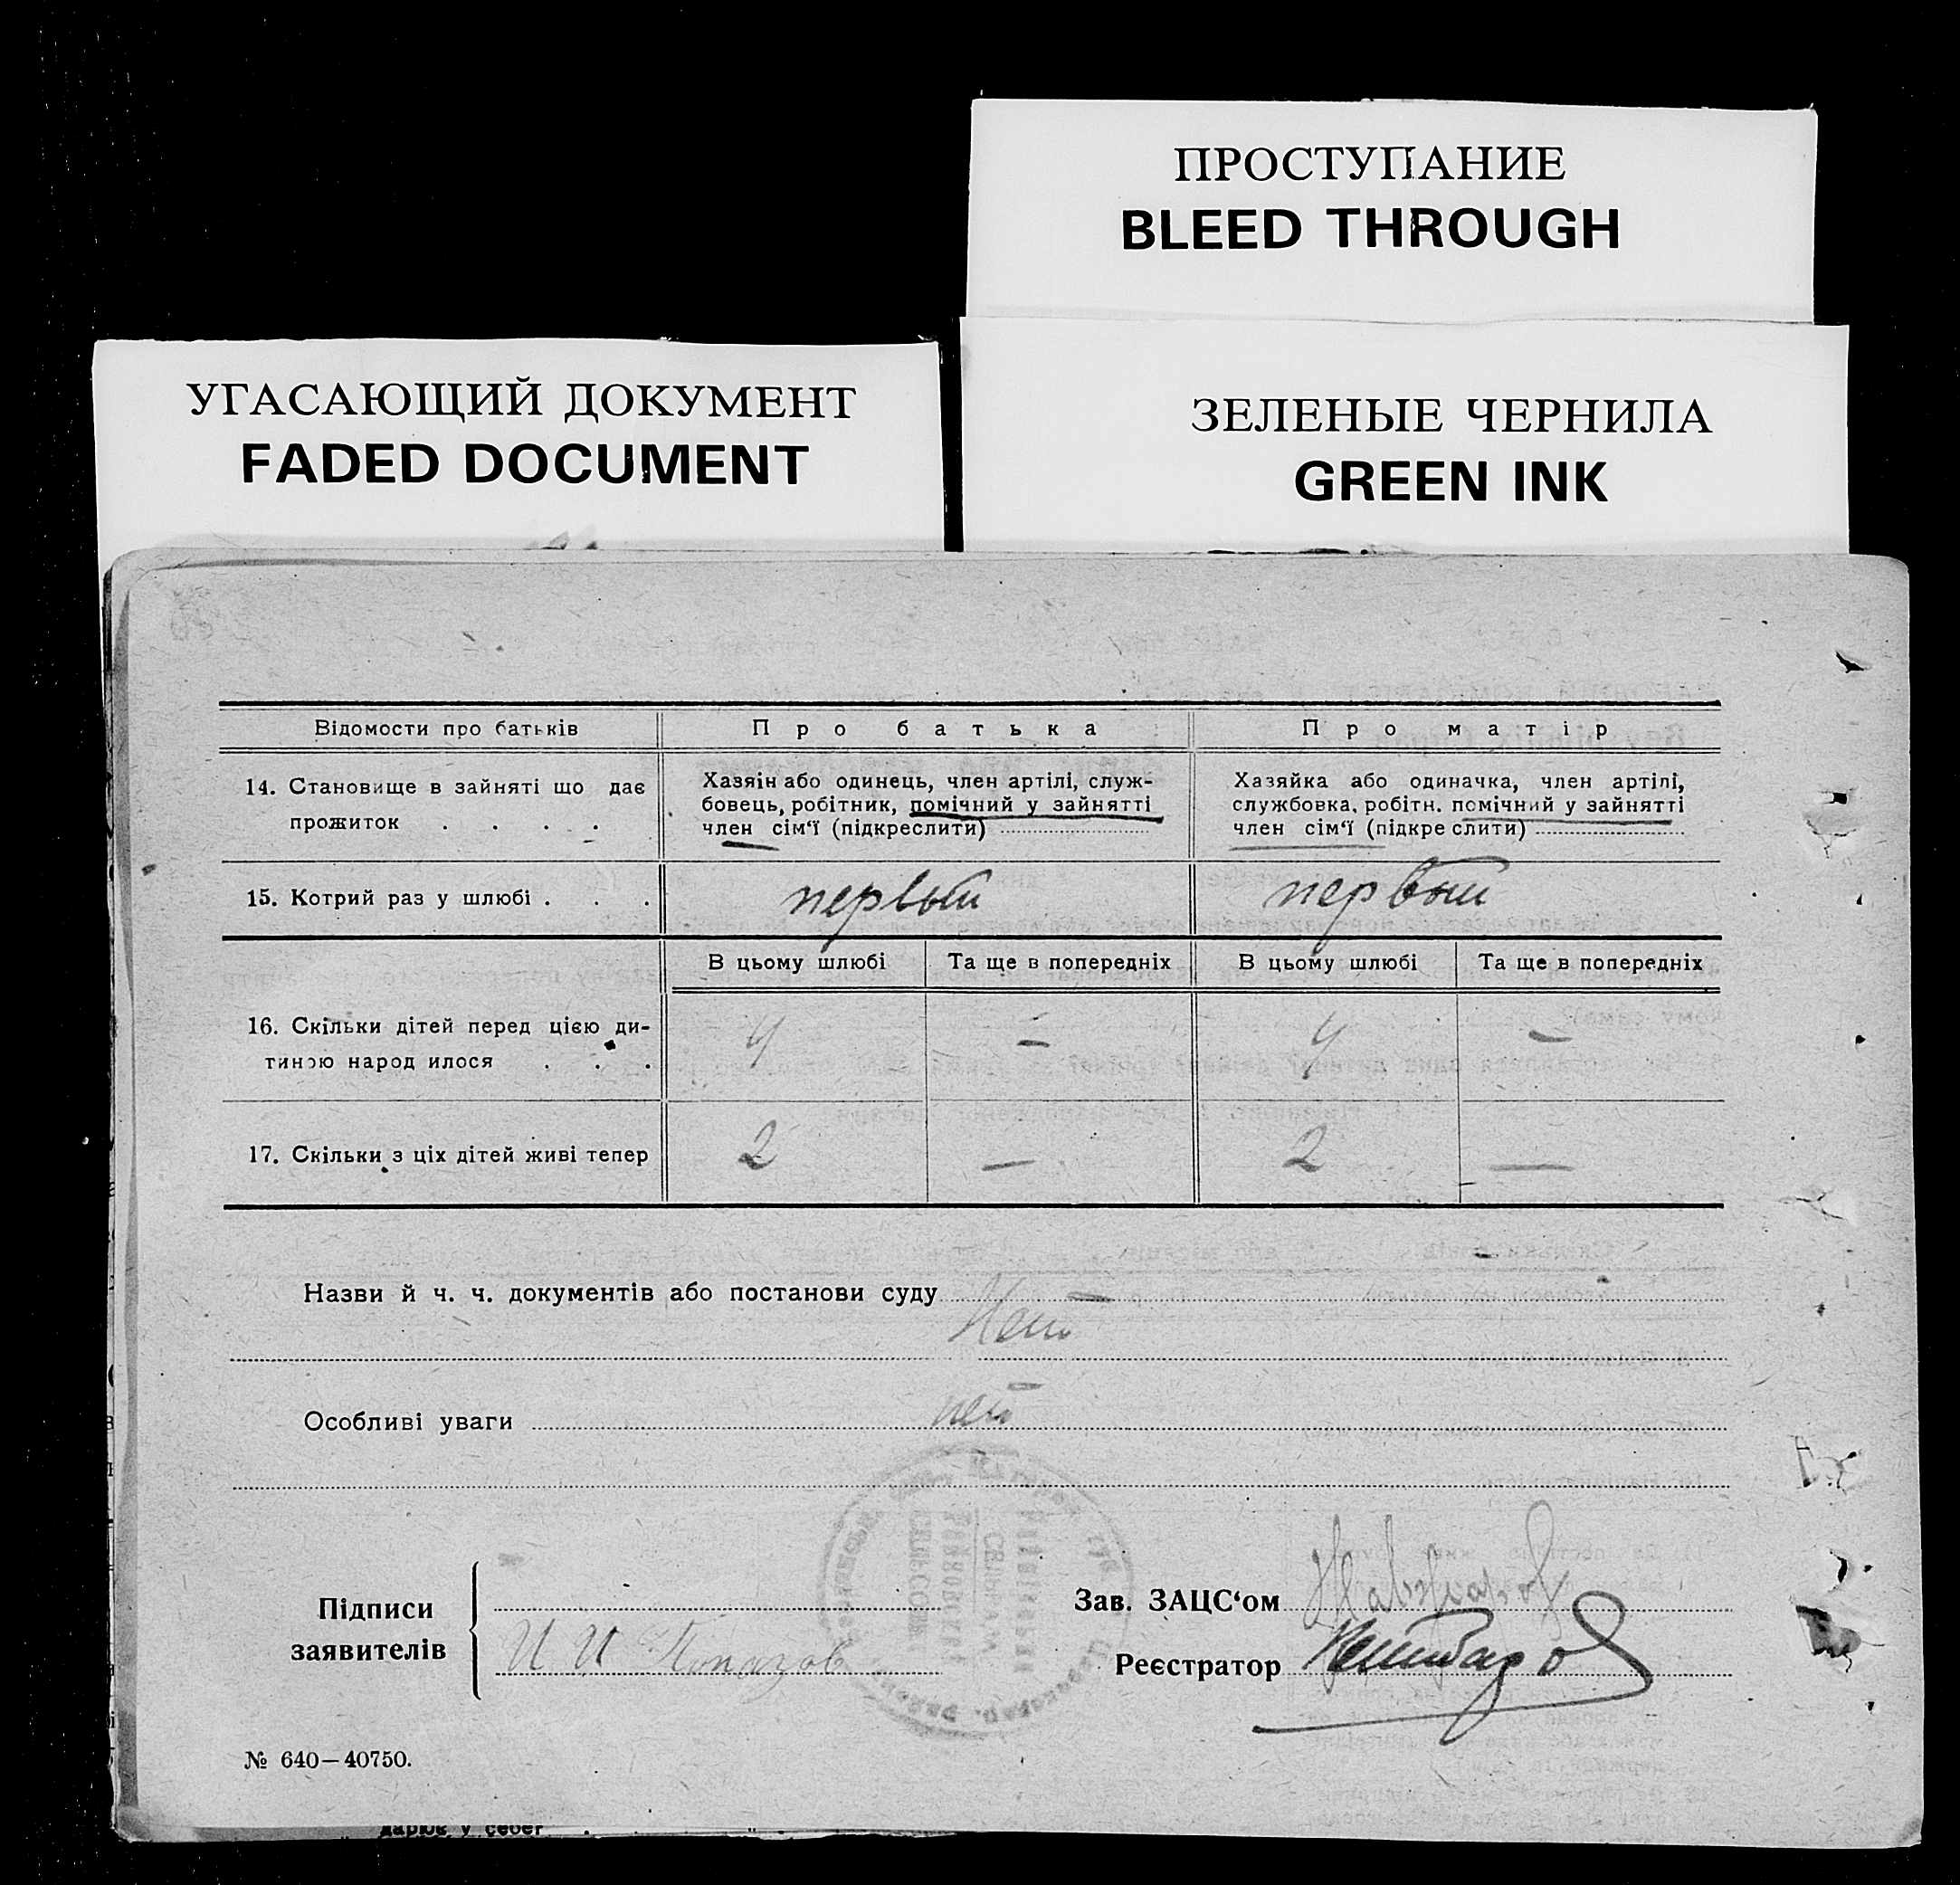 ПРОСТУПАНИЕ
BLEED THROUGH
УГАСАЮЩИЙ ДОКУМЕНТ
FADED DOCUMENT
ЗЕЛЕНЫЕ ЧЕРНИЛА
GREEN INK
Відомости про батьків Про батька Про матір
14. Становище в зайняті що дає
прожиток . . . .
Хазяін або одинець, член артілі, служ-
бовець, робітник, помічний у зайнятті
член сім‘ї (підкреслити)
Хазяйка або одиначка, член артілі,
службовка, робітн. помічний у зайнятті
член сім‘ї (підкреслити)
15. Котрий раз у шлюбі . . . первый первый
В цьому шлюбі Та ще в попередніх В цьому шлюбі Та ще в попередніх
16. Скільки дітей перед цією ди-
тиною народилося . . . 4 — 4 —
17. Скільки з ціх дітей живі тепер 2 — 2 —
Назви й ч. ч. документів або постанови суду
Нет
Особливі уваги нет
Підписи
заявителів
И И
Зав. ЗАЦС‘ом
Реєстратор
№ 640—40750.